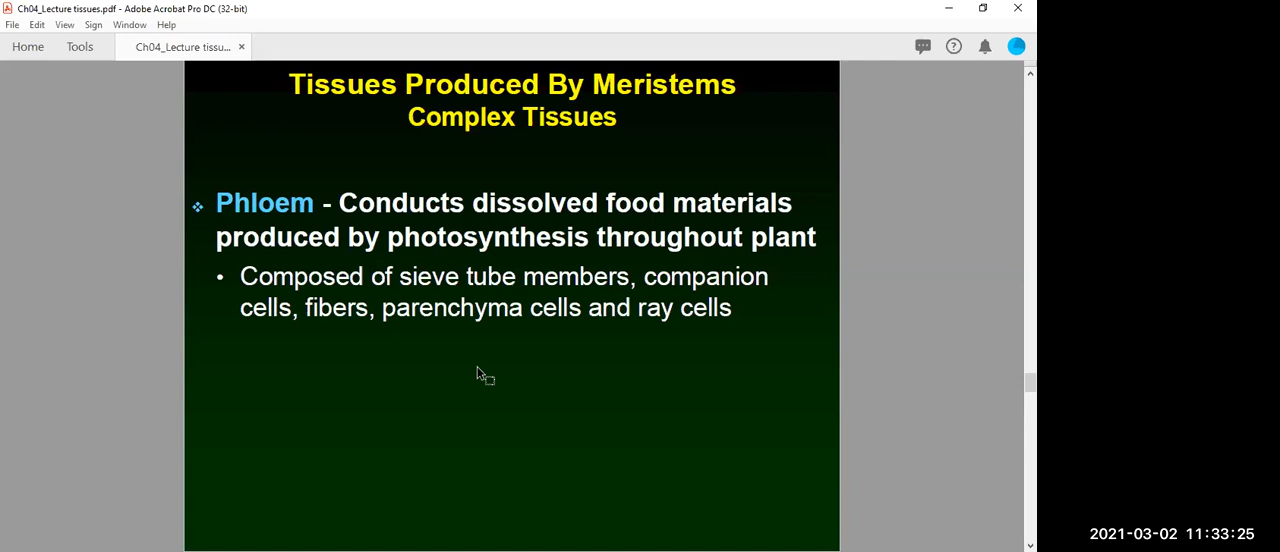 Ch04_Lecture tissues.pdf - Adobe Acrobat Pro DC (32-bit)
File Edit View Sign Window Help
Home Tools Ch04_Lecture tissu... ×
Tissues Produced By Meristems
Complex Tissues
❖ Phloem - Conducts dissolved food materials
produced by photosynthesis throughout plant
• Composed of sieve tube members, companion
cells, fibers, parenchyma cells and ray cells
2021-03-02 11:33:25